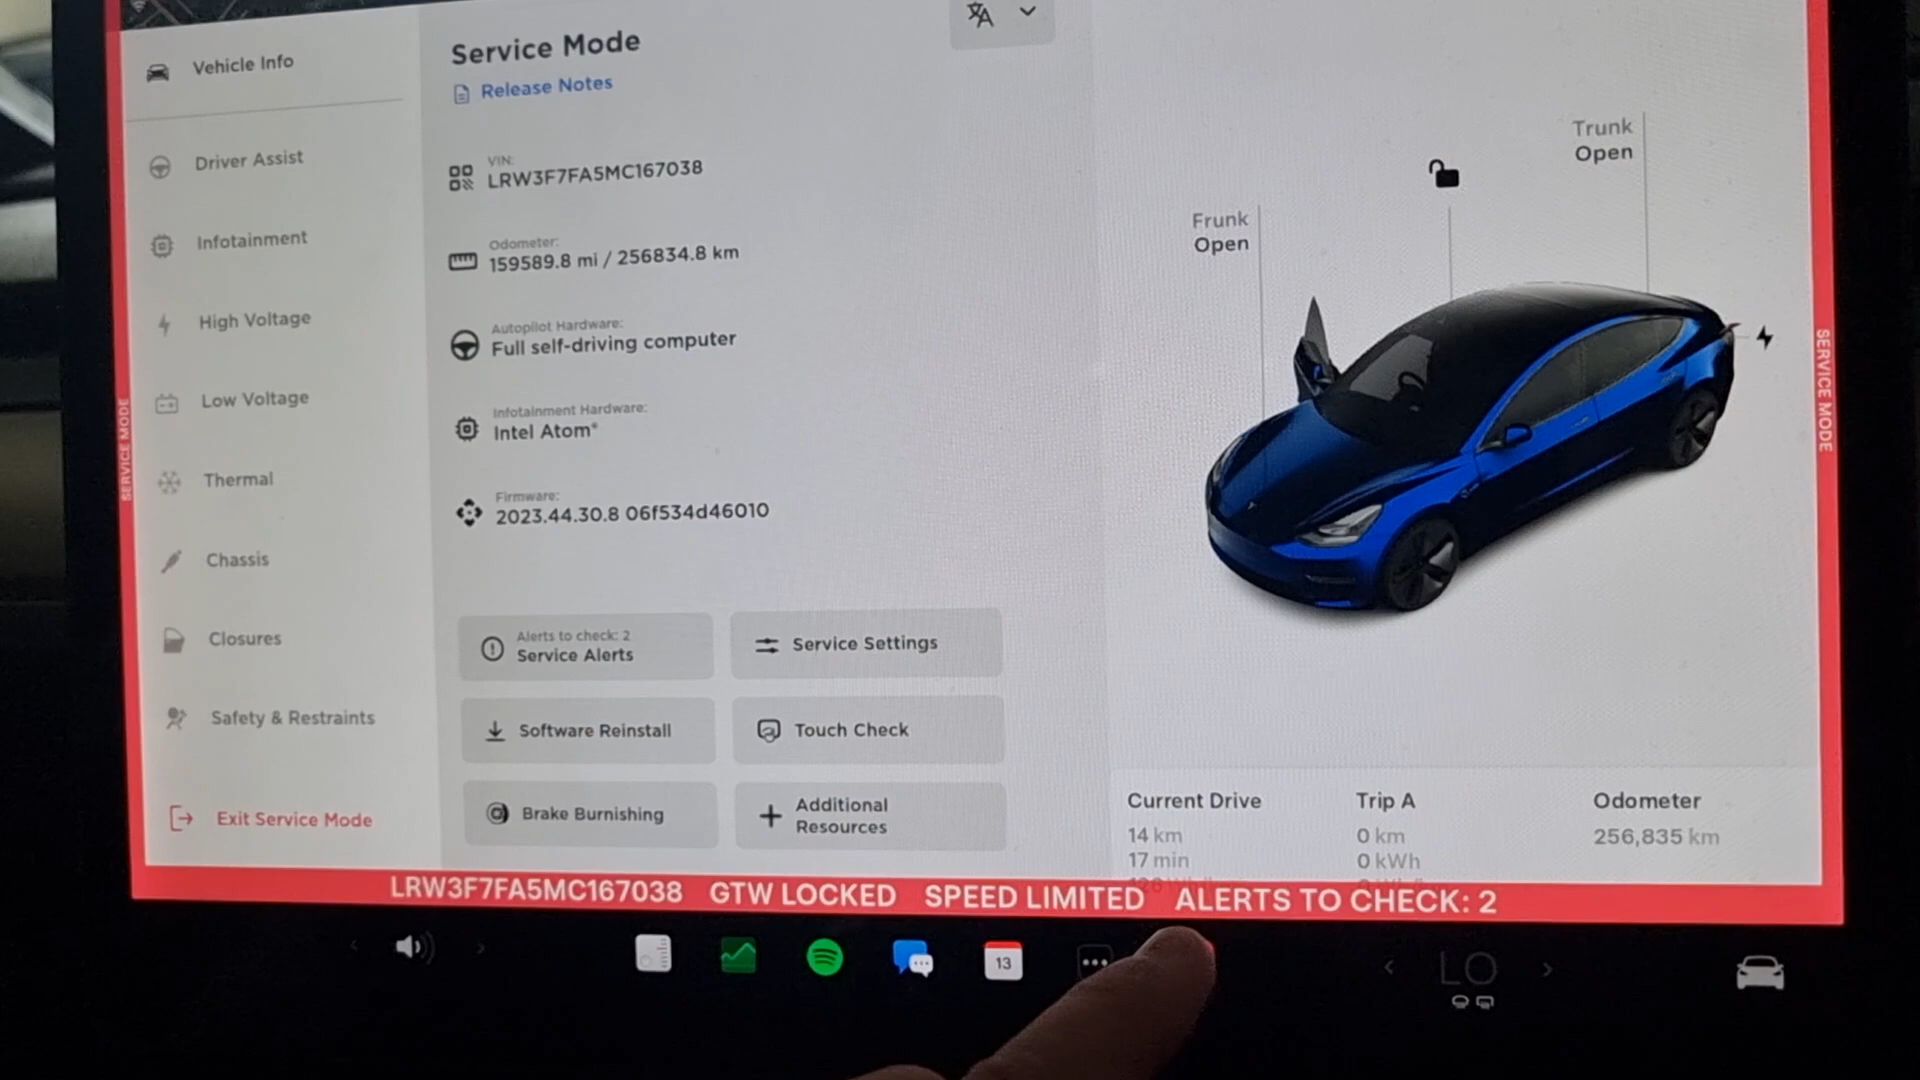 Vehicle Info
Driver Assist
Infotainment
High Voltage
Low Voltage
Thermal
Chassis
Closures
Safety & Restraints
Exit Service Mode
Service Mode
Release Notes
VIN:
LRW3F7FA5MC167038
Odometer:
159589.8 mi / 256834.8 km
Autopilot Hardware:
Full self-driving computer
Infotainment Hardware:
Intel Atom®
Firmware:
2023.44.30.8 06f534d46010
Alerts to check: 2
Service Alerts
Service Settings
Software Reinstall
Touch Check
Brake Burnishing
Additional
Resources
Frunk
Open
Trunk
Open
Current Drive
14 km
17 min
Trip A
0 km
0 kWh
Odometer
256,835 km
SERVICE MODE
SERVICE MODE
LRW3F7FA5MC167038 GTW LOCKED SPEED LIMITED ALERTS TO CHECK: 2
13
LO